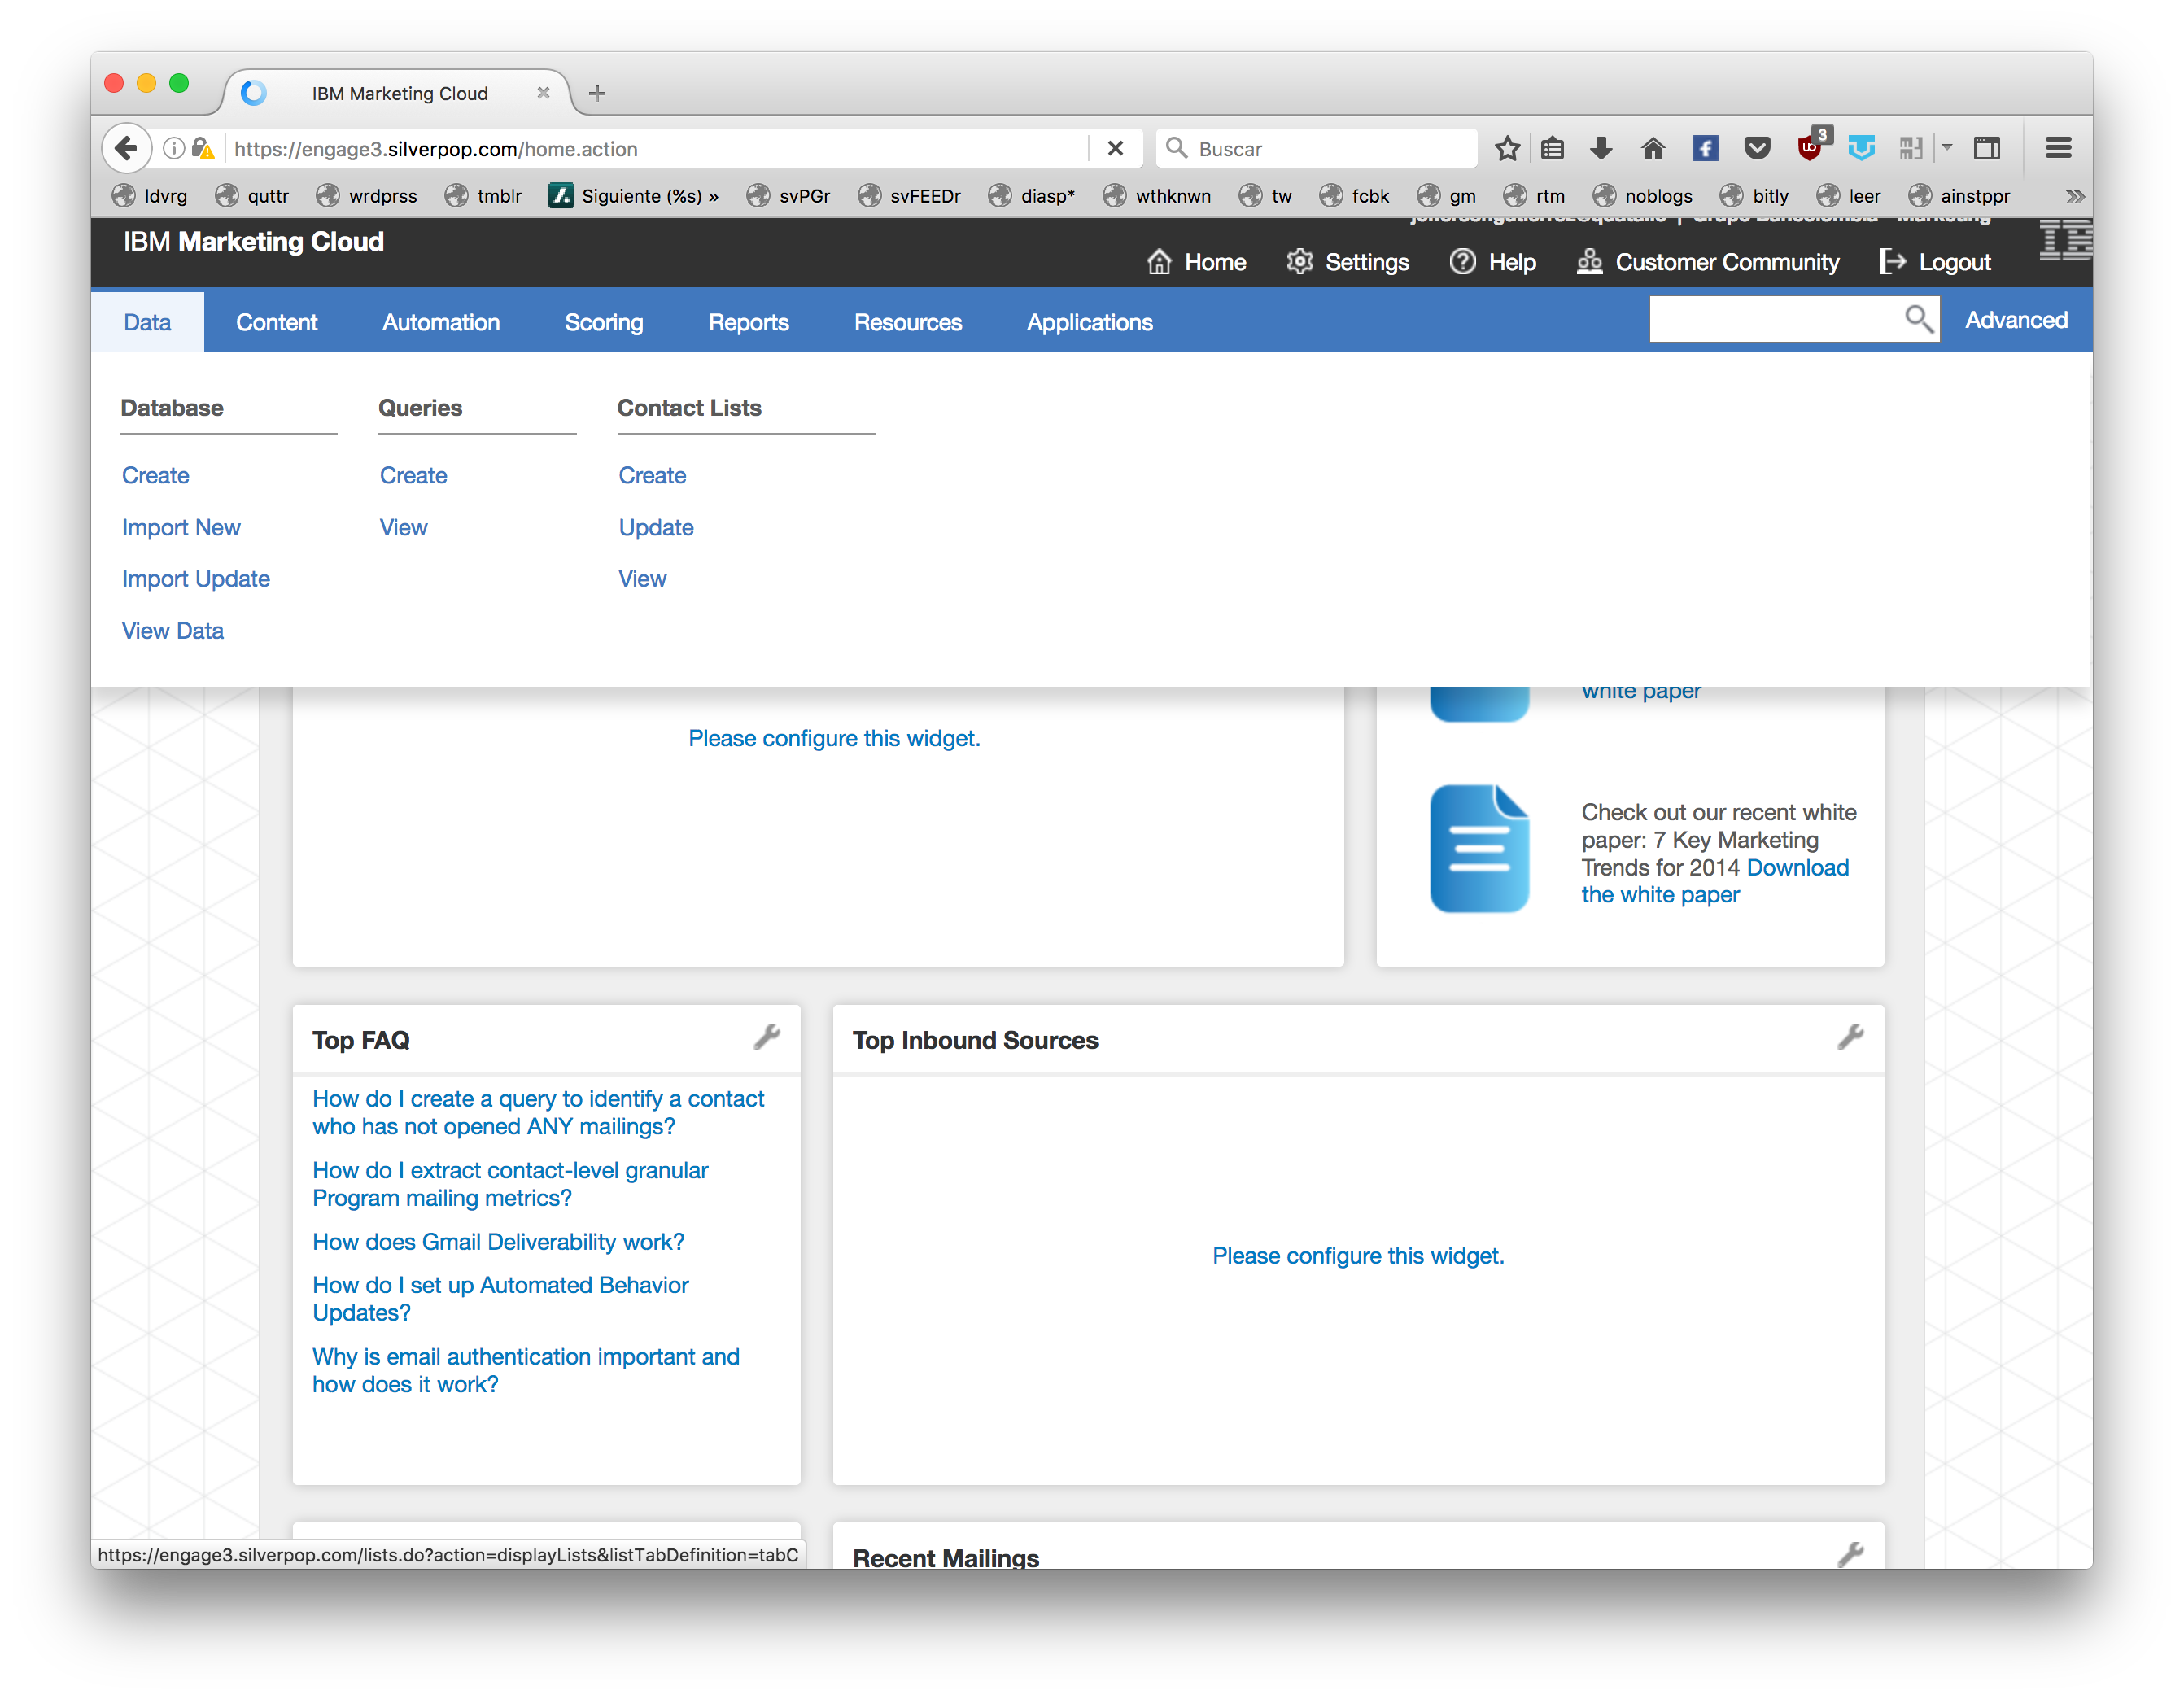 IBM Marketing Cloud
https://engage3.silverpop.com/home.action
Buscar
3
ldvrg quttr wrdprss tmblr Siguiente (%s) » svPGr svFEEDr diasp* wthknwn tw fcbk gm rtm noblogs bitly leer ainstppr
IBM Marketing Cloud
Home Settings Help Customer Community Logout
Data Content Automation Scoring Reports Resources Applications Advanced
Database Queries Contact Lists
Create Create Create
Import New View Update
Import Update View
View Data
white paper
Please configure this widget.
Check out our recent white
paper: 7 Key Marketing
Trends for 2014 Download
the white paper
Top FAQ
How do I create a query to identify a contact
who has not opened ANY mailings?
How do I extract contact-level granular
Program mailing metrics?
How does Gmail Deliverability work?
How do I set up Automated Behavior
Updates?
Why is email authentication important and
how does it work?
Top Inbound Sources
Please configure this widget.
Recent Mailings
https://engage3.silverpop.com/lists.do?action=displayLists&listTabDefinition=tabC